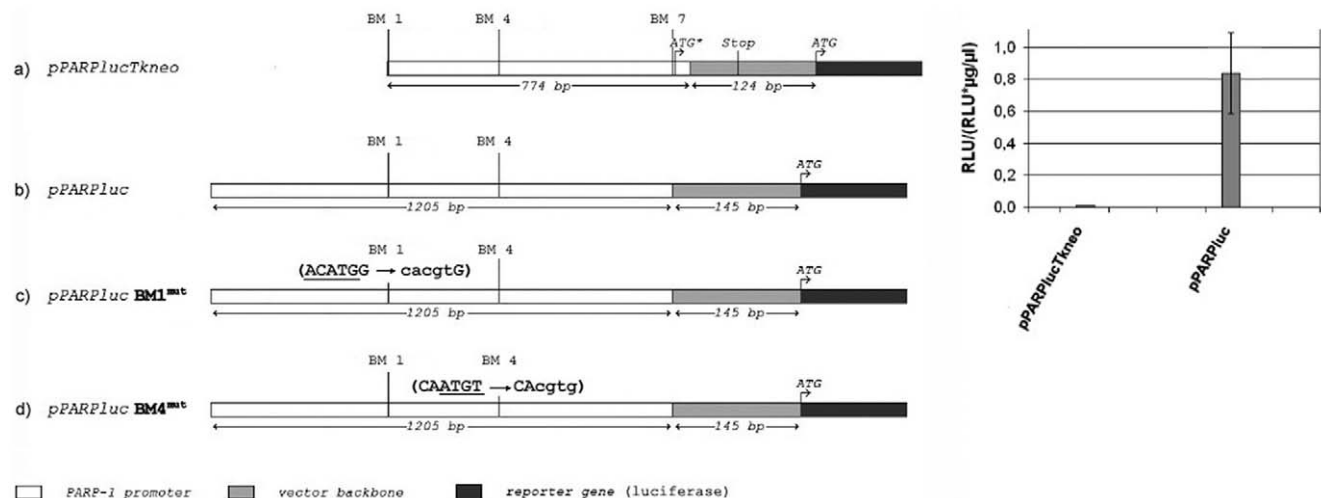 BM 1 BM 4 BM 7
ATG* Stop ATG
a) pPARPlucTkneo
774 bp 124 bp
BM 1 BM 4
ATG
b) pPARPluc
1205 bp 145 bp
BM 1 BM 4
(ACATGG → cacgtG)
ATG
c) pPARPluc BM1mut
1205 bp 145 bp
BM 1 BM 4
(CAATGT → CAcgtg)
ATG
d) pPARPluc BM4mut
1205 bp 145 bp
PARP-1 promoter vector backbone reporter gene (luciferase)
RLU/(RLU*µg/µl)
1,0
0,8
0,6
0,4
0,2
0,0
pPARPlucTkneo
pPARPluc